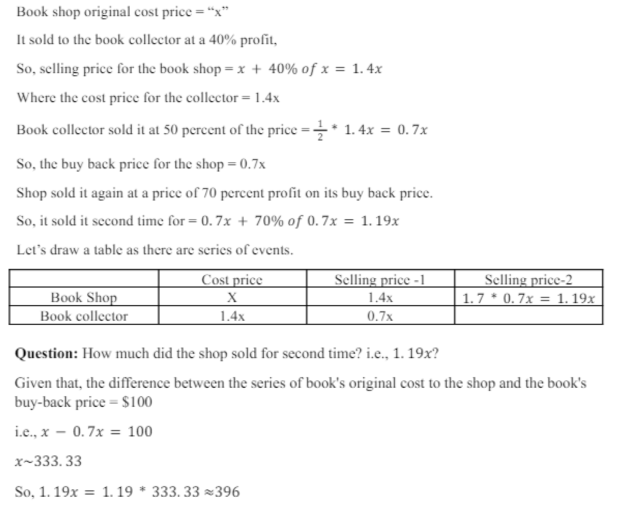 Book shop original cost price = “x”
It sold to the book collector at a 40% profit,
So, selling price for the book shop = x + 40% of x = 1.4x
Where the cost price for the collector = 1.4x
Book collector sold it at 50 percent of the price = 1/2 * 1.4x = 0.7x
So, the buy back price for the shop = 0.7x
Shop sold it again at a price of 70 percent profit on its buy back price.
So, it sold it second time for = 0.7x + 70% of 0.7x = 1.19x
Let’s draw a table as there are series of events.
Cost price Selling price -1 Selling price-2
Book Shop X 1.4x 1.7 * 0.7x = 1.19x
Book collector 1.4x 0.7x
Question: How much did the shop sold for second time? i.e., 1.19x?
Given that, the difference between the series of book's original cost to the shop and the book's
buy-back price = $100
i.e., x − 0.7x = 100
x~333.33
So, 1.19x = 1.19 * 333.33 ≈396